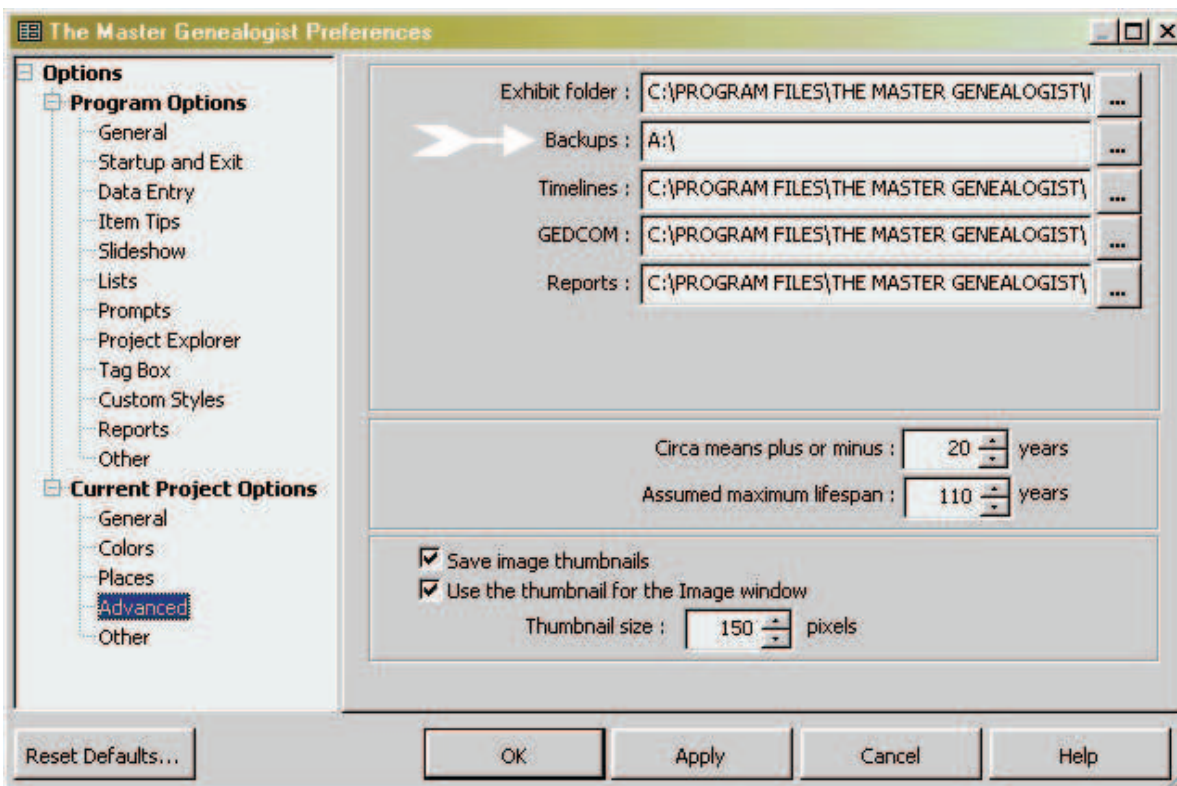 The Master Genealogist Preferences
Options
Program Options
General
Startup and Exit
Data Entry
Item Tips
Slideshow
Lists
Prompts
Project Explorer
Tag Box
Custom Styles
Reports
Other
Current Project Options
General
Colors
Places
Advanced
Other
Exhibit folder : C:\PROGRAM FILES\THE MASTER GENEALOGIST\ ...
Backups : A:\ ...
Timelines : C:\PROGRAM FILES\THE MASTER GENEALOGIST\ ...
GEDCOM : C:\PROGRAM FILES\THE MASTER GENEALOGIST\ ...
Reports : C:\PROGRAM FILES\THE MASTER GENEALOGIST\ ...
Circa means plus or minus : 20 years
Assumed maximum lifespan : 110 years
Save image thumbnails
Use the thumbnail for the Image window
Thumbnail size : 150 pixels
Reset Defaults... OK Apply Cancel Help